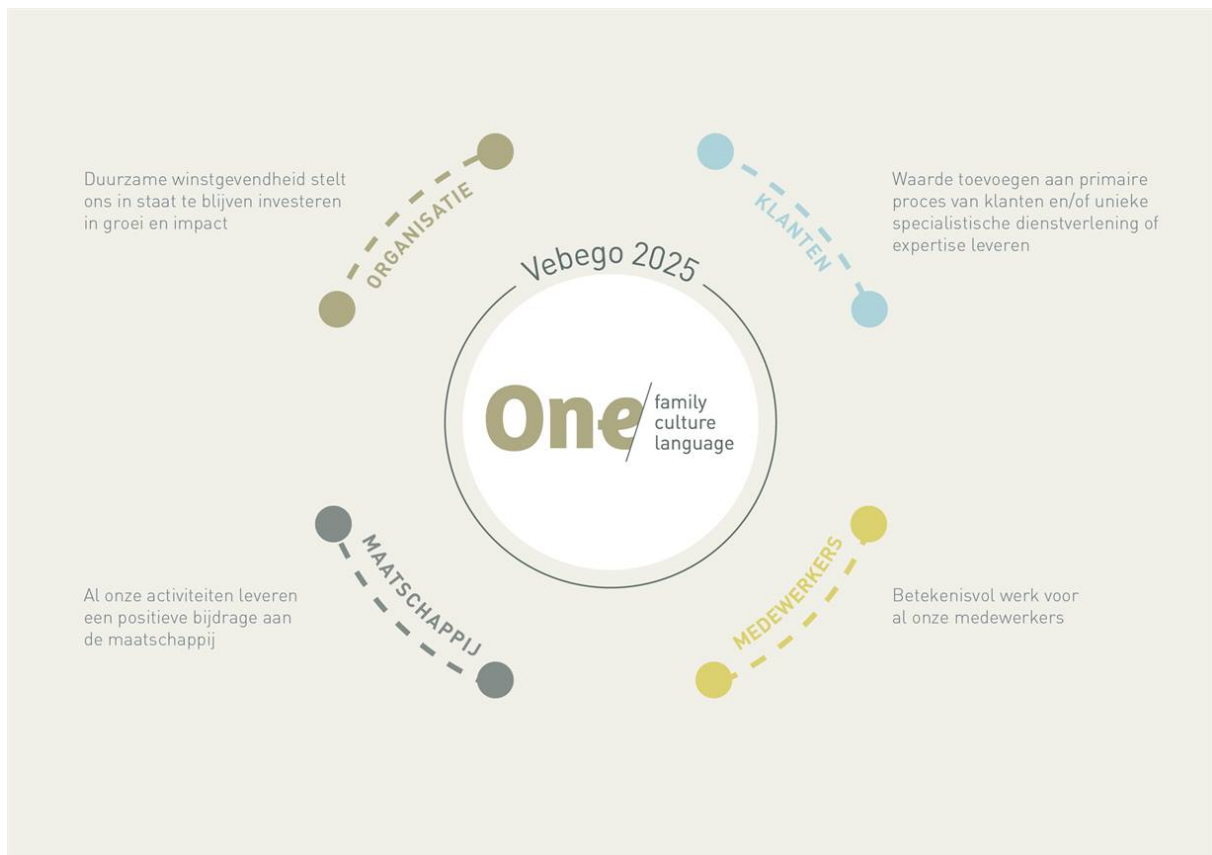 Duurzame winstgevendheid stelt
ons in staat te blijven investeren
in groei en impact
ORGANISATIE
KLANTEN
Waarde toevoegen aan primaire
proces van klanten en/of unieke
specialistische dienstverlening of
expertise leveren
Vebego 2025
One
family
culture
language
Al onze activiteiten leveren
een positieve bijdrage aan
de maatschappij
MAATSCHAPPIJ
MEDEWERKERS
Betekenisvol werk voor
al onze medewerkers